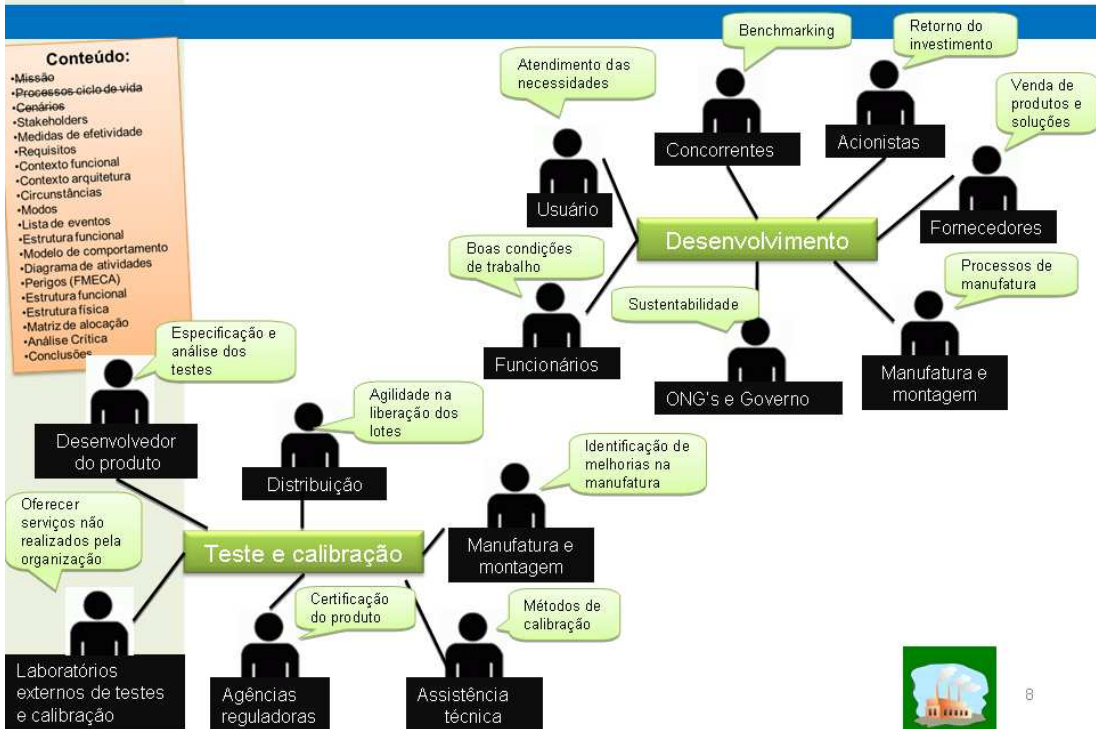 Conteúdo:
•Missão
•Processos ciclo de vida
•Cenários
•Stakeholders
•Medidas de efetividade
•Requisitos
•Contexto funcional
•Contexto arquitetura
•Circunstâncias
•Modos
•Lista de eventos
•Estrutura funcional
•Modelo de comportamento
•Diagrama de atividades
•Perigos (FMECA)
•Estrutura funcional
•Estrutura física
•Matriz de alocação
•Análise Crítica
•Conclusões
Atendimento das
necessidades
Usuário
Benchmarking
Concorrentes
Retorno do
investimento
Acionistas
Venda de
produtos e
soluções
Fornecedores
Desenvolvimento
Boas condições
de trabalho
Funcionários
Sustentabilidade
ONG's e Governo
Processos de
manufatura
Manufatura e
montagem
Especificação e
análise dos
testes
Desenvolvedor
do produto
Agilidade na
liberação dos
lotes
Distribuição
Identificação de
melhorias na
manufatura
Manufatura e
montagem
Oferecer
serviços não
realizados pela
organização
Teste e calibração
Laboratórios
externos de testes
e calibração
Certificação
do produto
Agências
reguladoras
Métodos de
calibração
Assistência
técnica
8